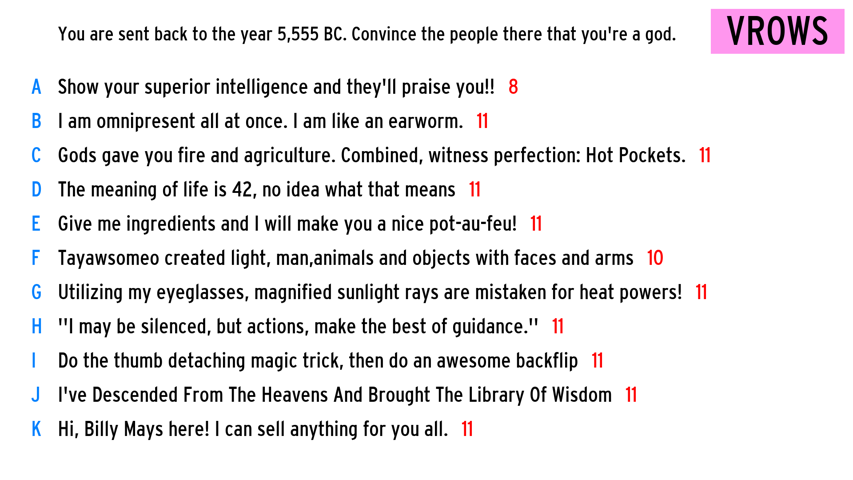 You are sent back to the year 5,555 BC. Convince the people there that you're a god.
VROWS
A Show your superior intelligence and they'll praise you!! 8
B I am omnipresent all at once. I am like an earworm. 11
C Gods gave you fire and agriculture. Combined, witness perfection: Hot Pockets. 11
D The meaning of life is 42, no idea what that means 11
E Give me ingredients and I will make you a nice pot-au-feu! 11
F Tayawsomeo created light, man,animals and objects with faces and arms 10
G Utilizing my eyeglasses, magnified sunlight rays are mistaken for heat powers! 11
H "I may be silenced, but actions, make the best of guidance." 11
I Do the thumb detaching magic trick, then do an awesome backflip 11
J I've Descended From The Heavens And Brought The Library Of Wisdom 11
K Hi, Billy Mays here! I can sell anything for you all. 11